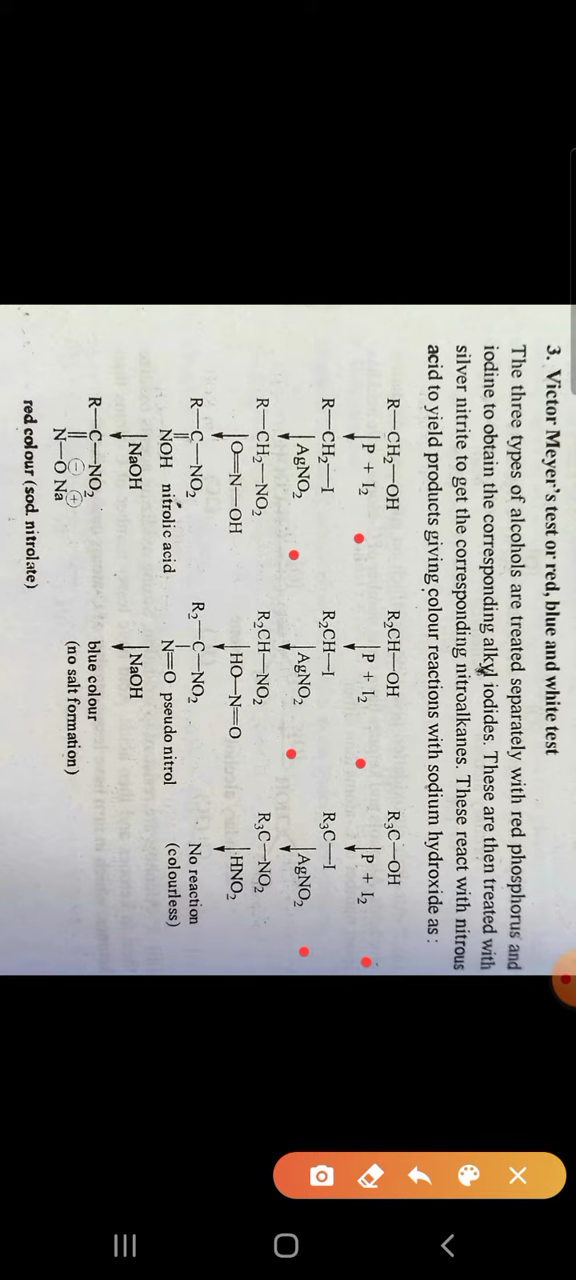 3. Victor Meyer's test or red, blue and white test
The three types of alcohols are treated separately with red phosphorus and
iodine to obtain the corresponding alkyl iodides. These are then treated with
silver nitrite to get the corresponding nitroalkanes. These react with nitrous
acid to yield products giving colour reactions with sodium hydroxide as :
R—CH₂—OH R₂CH—OH R₃C—OH
P + I₂ P + I₂ P + I₂
R—CH₂—I R₂CH—I R₃C—I
AgNO₂ AgNO₂ AgNO₂
R—CH₂—NO₂ R₂CH—NO₂ R₃C—NO₂
O=N—OH HO—N=O HNO₂
R—C—NO₂ R₂—C—NO₂ No reaction
NOH nitrolic acid N=O pseudo nitrol (colourless)
NaOH NaOH
R—C—NO₂ blue colour
N—O Na (no salt formation)
⊖ ⊕
red colour (sod. nitrolate)